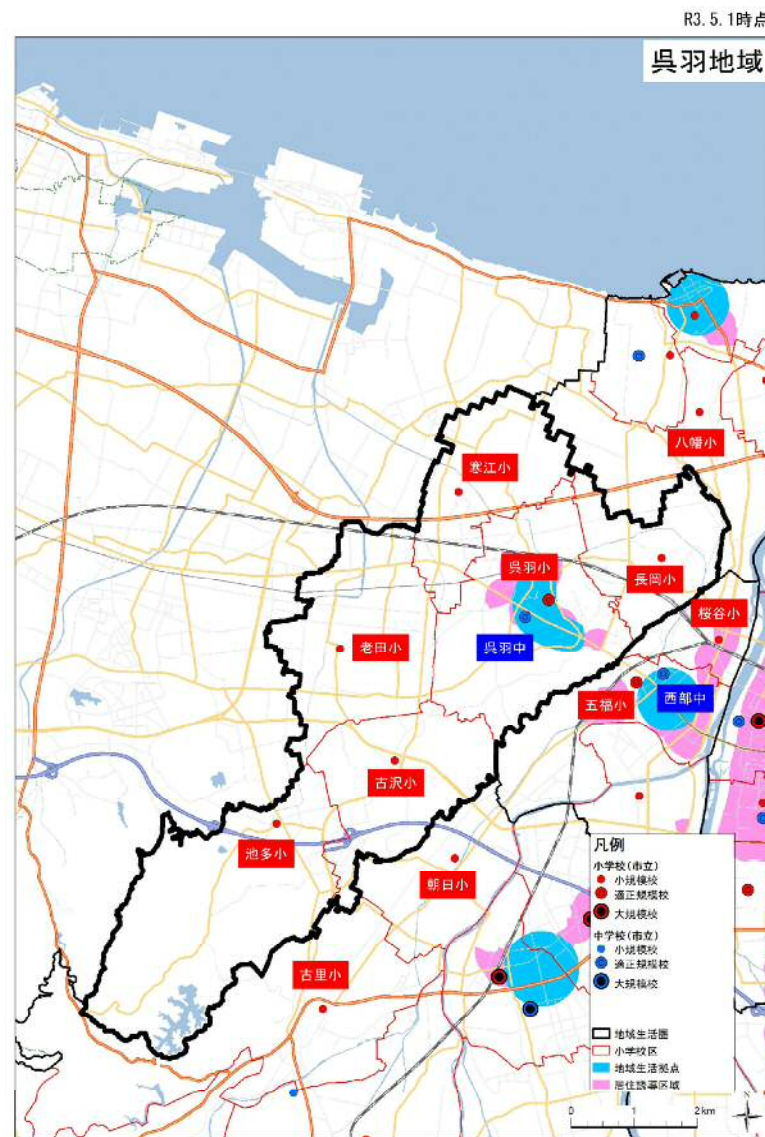 R3.5.1時点
呉羽地域
八幡小
寒江小
呉羽小
長岡小
桜谷小
老田小
呉羽中
五福小
西部中
古沢小
池多小
朝日小
古里小
凡例
小学校(市立)
小規模校
適正規模校
大規模校
中学校(市立)
小規模校
適正規模校
大規模校
地域生活圏
小学校区
地域生活拠点
居住誘導区域
N
0 1 2km